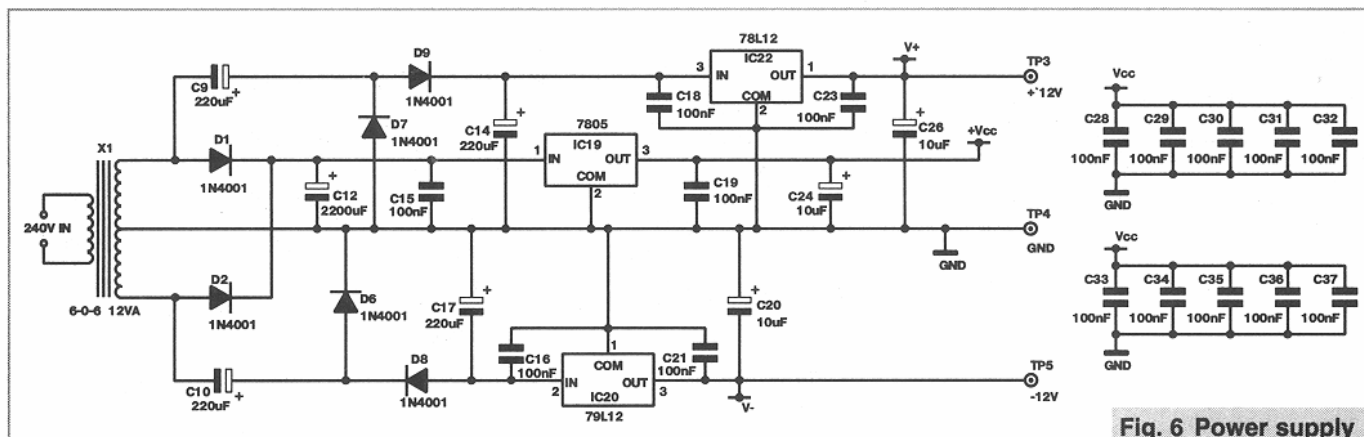 C9
220uF
+
D9
1N4001
D7
1N4001
C14
220uF
+
3
IN
78L12
IC22
OUT
1
COM
2
C18
100nF
C23
100nF
V+
C26
10uF
+
TP3
+`12V
X1
240V IN
6-0-6 12VA
D1
1N4001
+
C12
2200uF
C15
100nF
1
IN
7805
IC19
OUT
3
COM
2
C19
100nF
+
C24
10uF
+Vcc
TP4
GND
GND
D2
1N4001
D6
1N4001
C10
220uF
+
D8
1N4001
C17
220uF
+
C16
100nF
1
COM
IN
OUT
IC20
2
3
79L12
C21
100nF
+
C20
10uF
V-
TP5
-12V
Vcc
C28
C29
C30
C31
C32
100nF
100nF
100nF
100nF
100nF
GND
Vcc
C33
C34
C35
C36
C37
100nF
100nF
100nF
100nF
100nF
GND
Fig. 6 Power supply